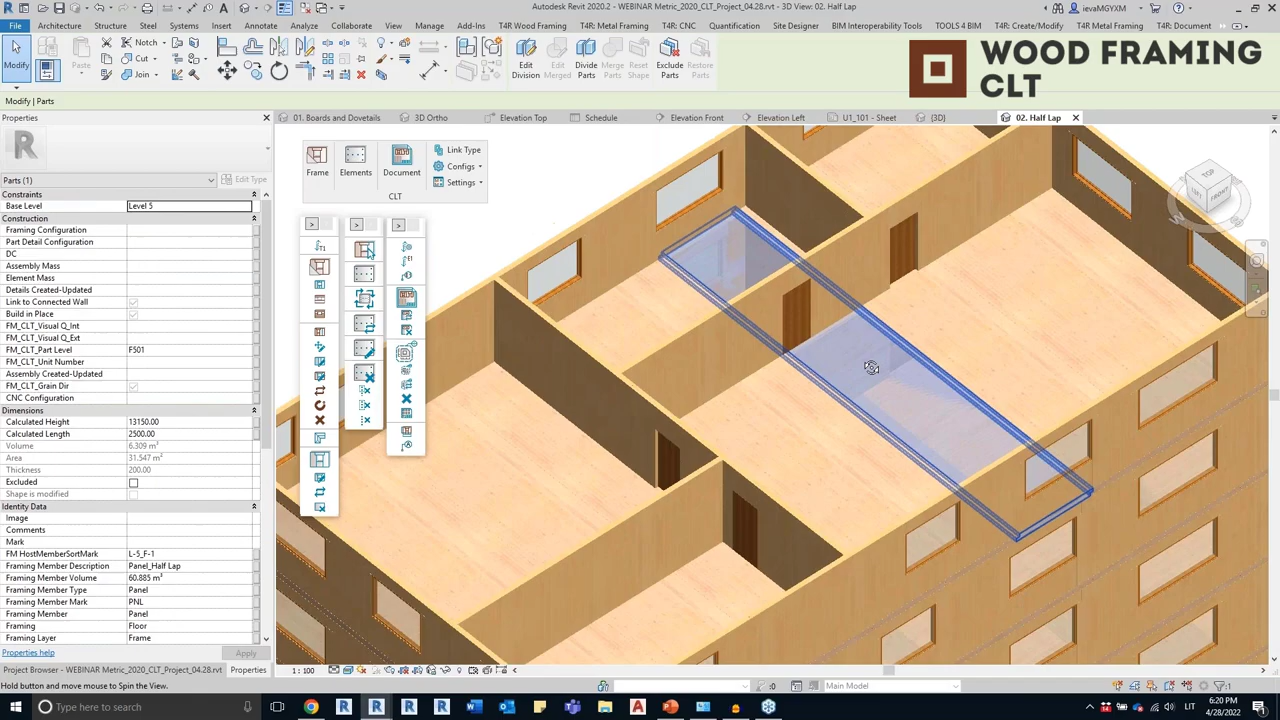 Autodesk Revit 2020.2 - WEBINAR Metric_2020_CLT_Project_04.28.rvt - 3D View: 02. Half Lap
ievaMGYXM
File Architecture Structure Steel Systems Insert Annotate Analyze Massing & Site Collaborate View Manage Add-Ins T4R Wood Framing T4R: Metal Framing T4R: CNC Quantification Site Designer BIM Interoperability Tools TOOLS 4 BIM T4R: Create/Modify T4R Metal Framing T4R: Document
Modify
Paste
Notch
Cut
Join
Edit Division
Edit Merged
Divide Parts
Merge Parts
Reset Shape
Exclude Parts
Restore Parts
WOOD FRAMING
CLT
Modify | Parts
Properties
01. Boards and Dovetails
3D Ortho
Elevation Top
Schedule
Elevation Front
Elevation Left
U1_101 - Sheet
{3D}
02. Half Lap
Frame
Elements
Document
Link Type
Configs
Settings
CLT
TOP
LEFT
FRONT
Parts (1)
Edit Type
Constraints
Base Level Level 5
Construction
Framing Configuration
Part Detail Configuration
DC
Assembly Mass
Element Mass
Details Created-Updated
Link to Connected Wall
Build in Place
FM_CLT_Visual Q_Int
FM_CLT_Visual Q_Ext
FM_CLT_Part Level F501
FM_CLT_Unit Number
Assembly Created-Updated
FM_CLT_Grain Dir
CNC Configuration
Dimensions
Calculated Height 13150.00
Calculated Length 2500.00
Volume 6.309 m³
Area 31.547 m²
Thickness 200.00
Excluded
Shape is modified
Identity Data
Image
Comments
Mark
FM HostMemberSortMark L-5_F-1
Framing Member Description Panel_Half Lap
Framing Member Volume 60.885 m³
Framing Member Type Panel
Framing Member Mark PNL
Framing Member Panel
Framing Floor
Framing Layer Frame
Properties help
Apply
Project Browser - WEBINAR Metric_2020_CLT_Project_04.28.rvt
Properties
1 : 100
Hold button and move mouse to Spin the View.
:0
Main Model
:1
Type here to search
LIT
6:20 PM
4/28/2022